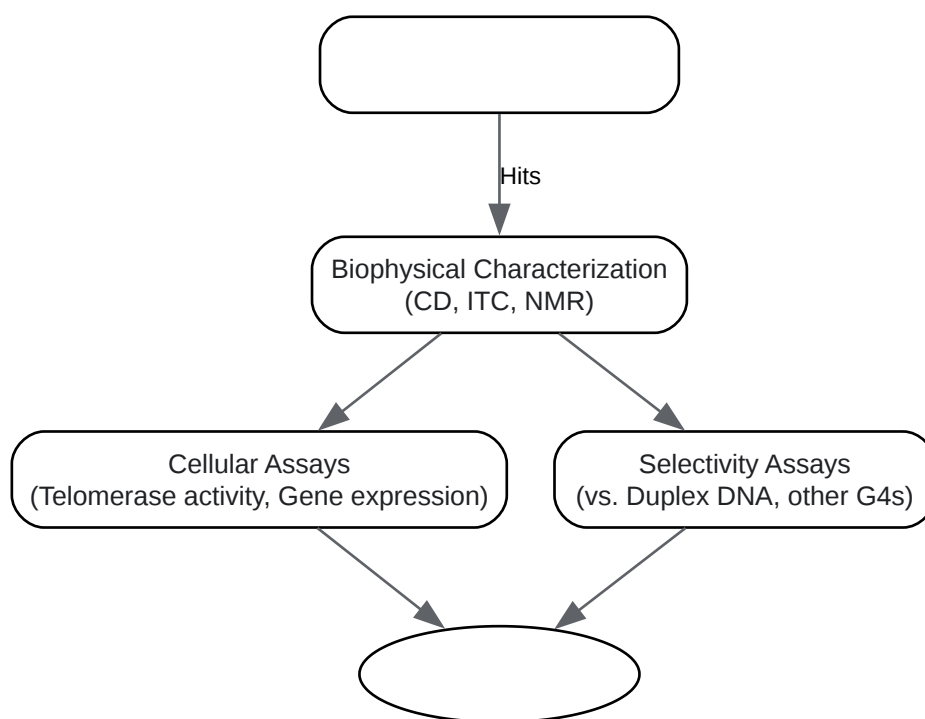 Hits
Biophysical Characterization
(CD, ITC, NMR)
Cellular Assays
(Telomerase activity, Gene expression)
Selectivity Assays
(vs. Duplex DNA, other G4s)